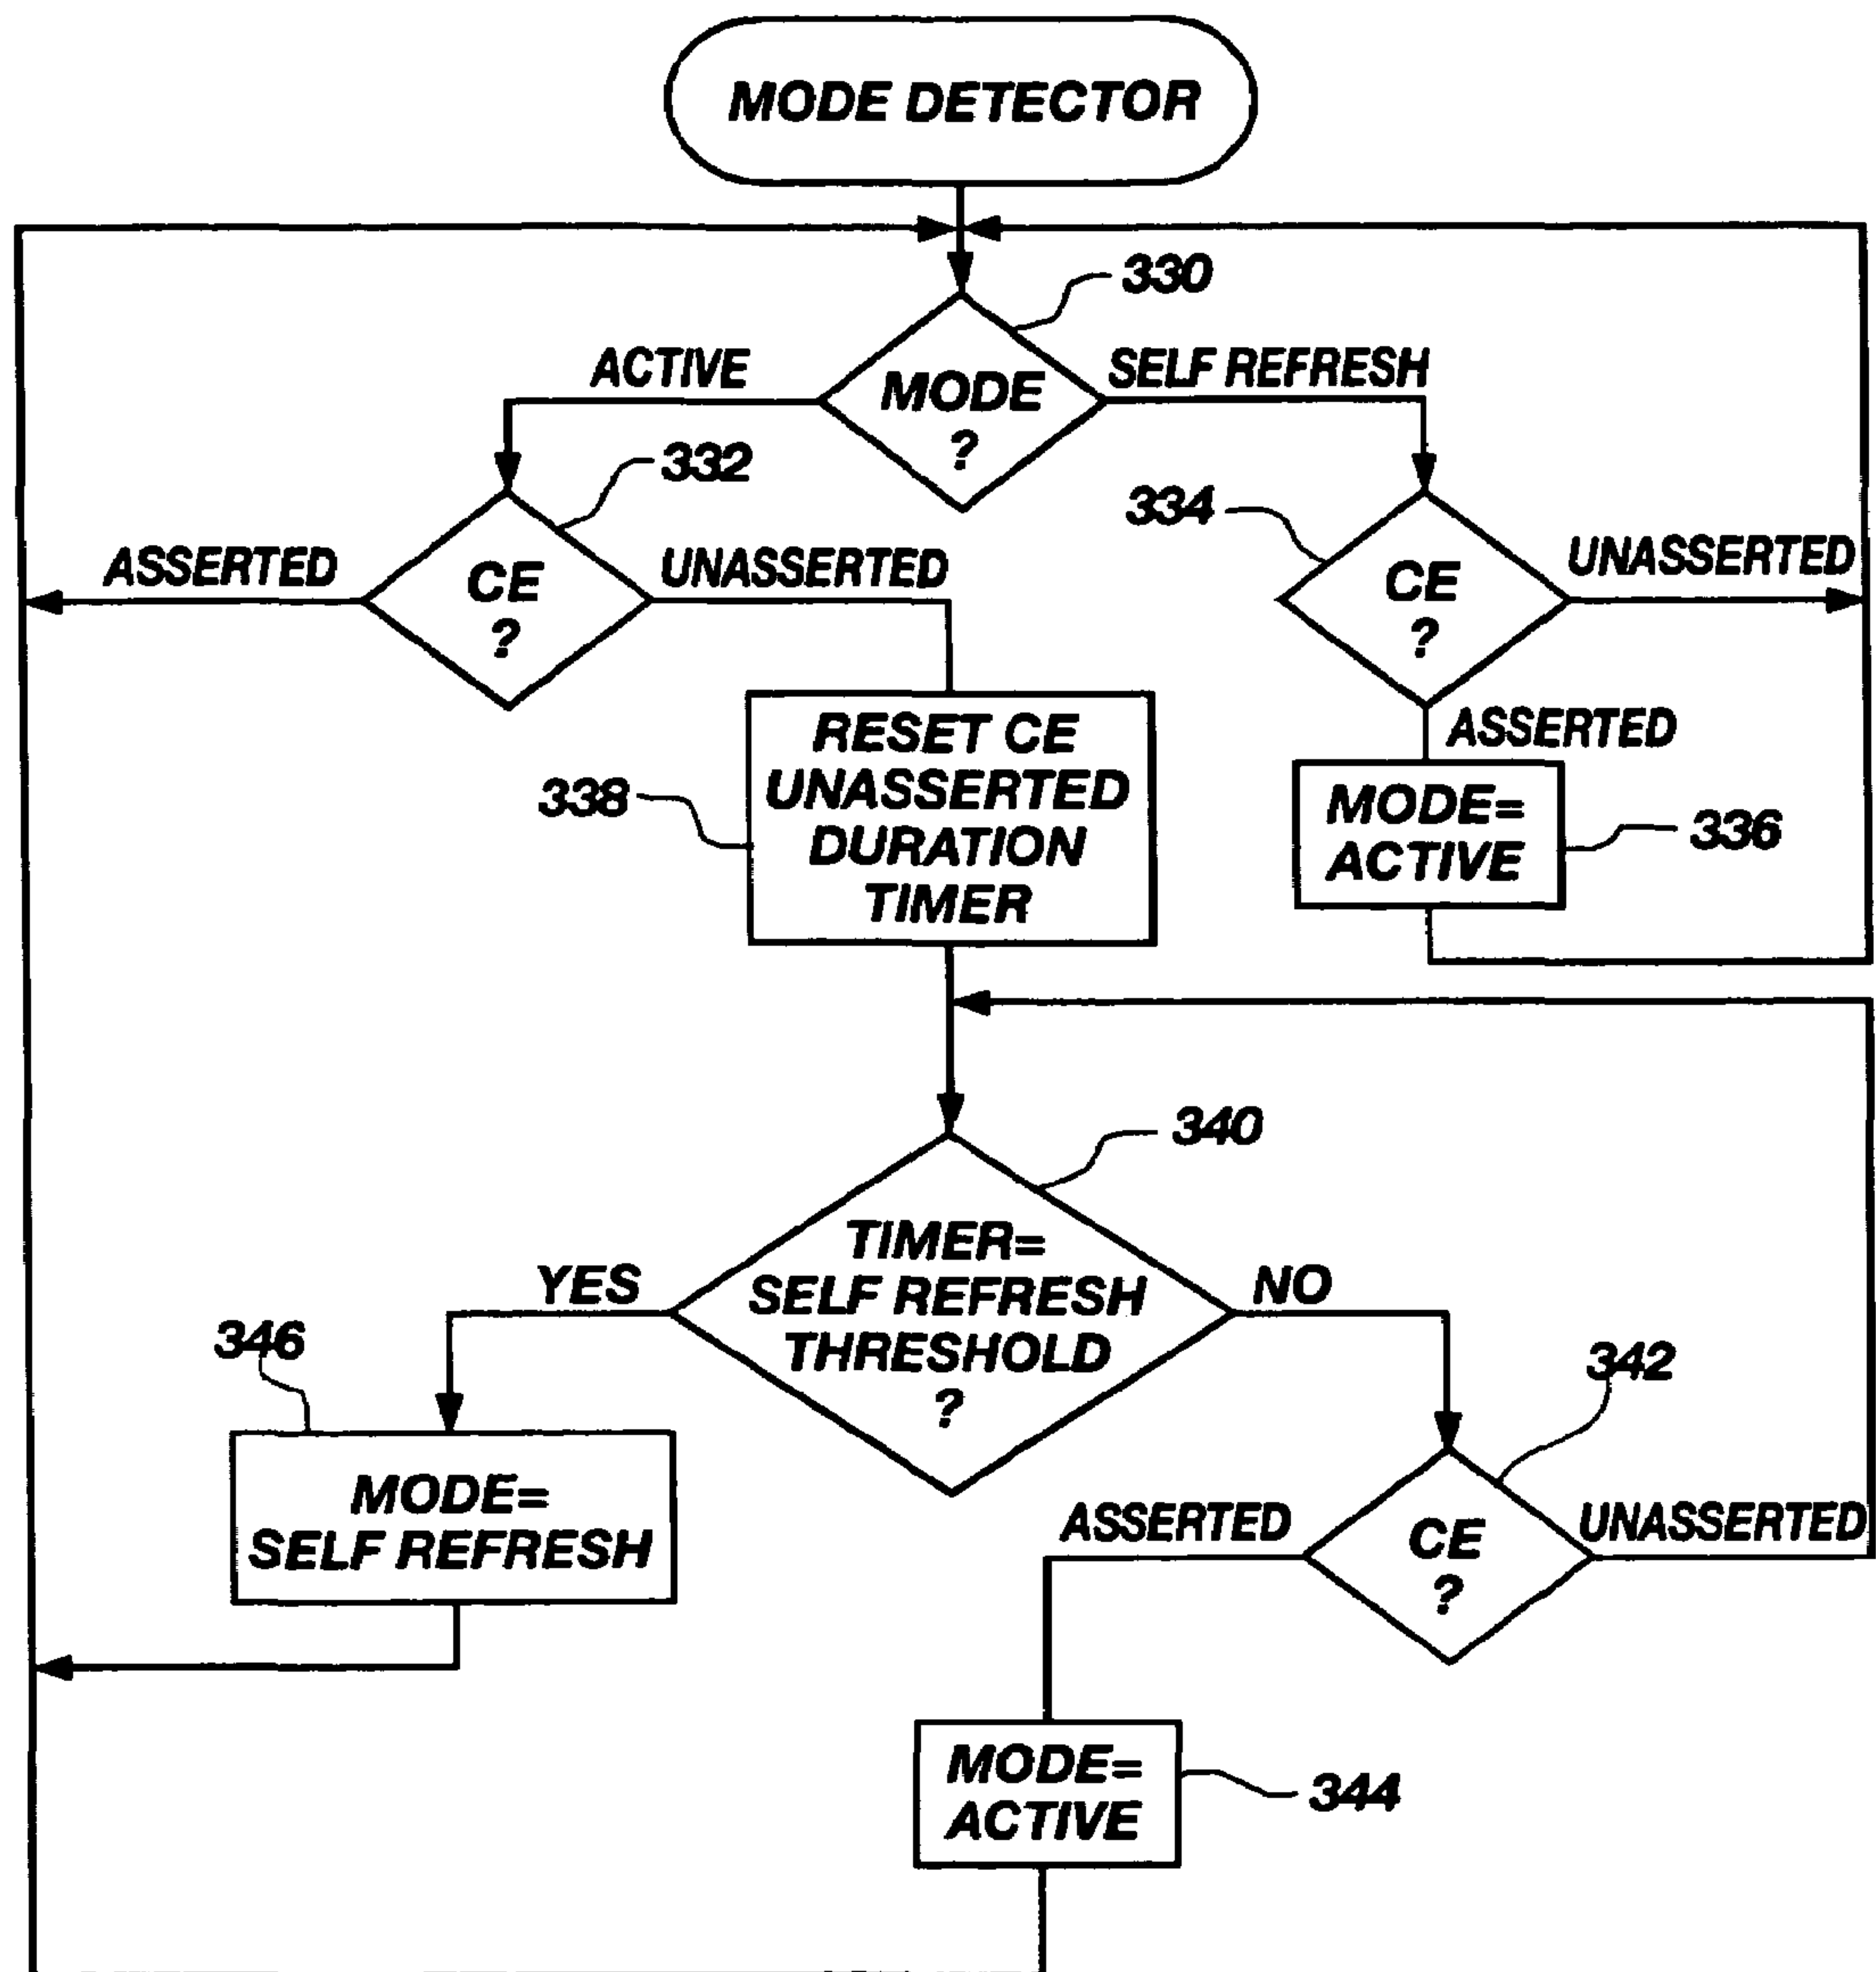 MODE DETECTOR
330
ACTIVE
MODE
?
SELF REFRESH
332
334
ASSERTED
CE
?
UNASSERTED
CE
?
UNASSERTED
ASSERTED
338
RESET CE
UNASSERTED
DURATION
TIMER
MODE=
ACTIVE
336
340
YES
TIMER=
SELF REFRESH
THRESHOLD
?
NO
346
342
MODE=
SELF REFRESH
ASSERTED
CE
?
UNASSERTED
MODE=
ACTIVE
344